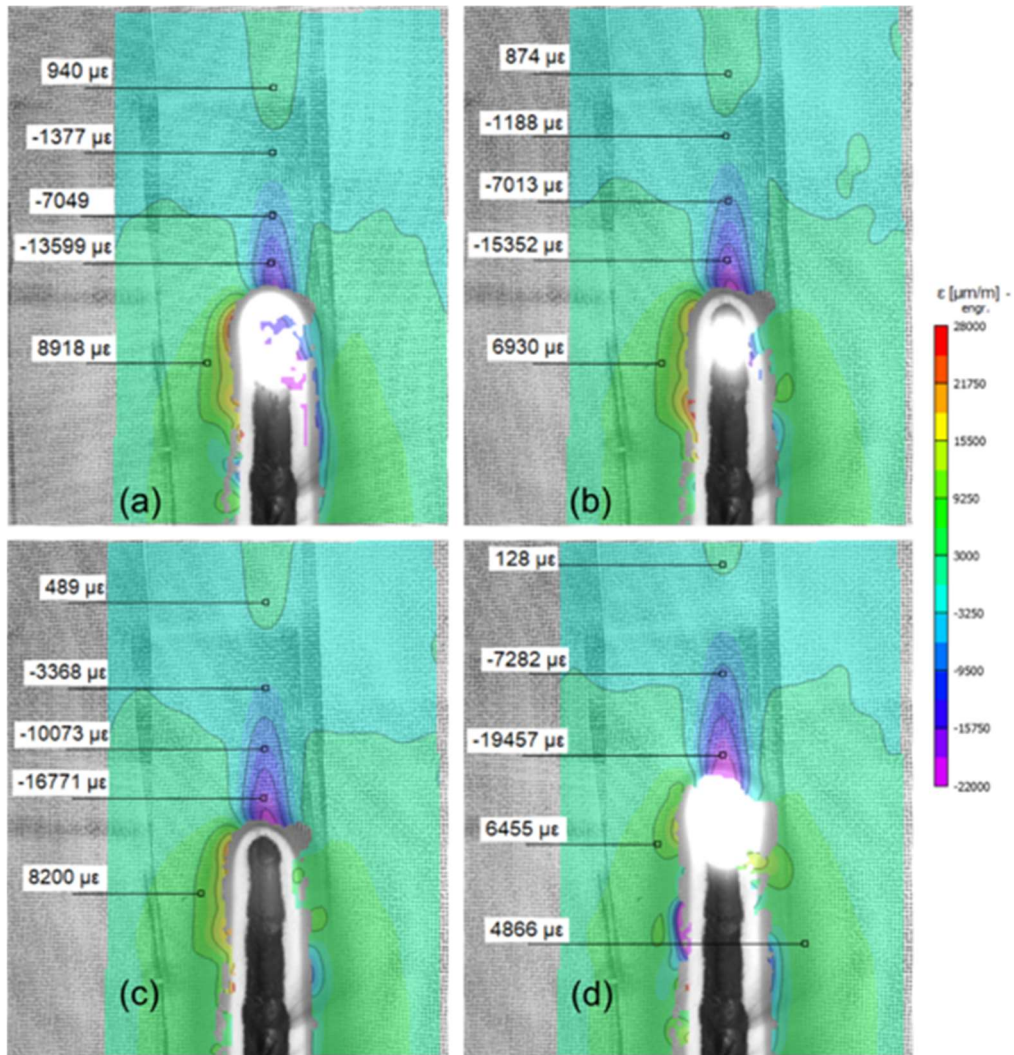 940 µε
-1377 µε
-7049
-13599 µε
8918 µε
(a)
874 µε
-1188 µε
-7013 µε
-15352 µε
6930 µε
(b)
ε [µm/m] -
engr.
28000
21750
15500
9250
3000
-3250
-9500
-15750
-22000
489 µε
-3368 µε
-10073 µε
-16771 µε
8200 µε
(c)
128 µε
-7282 µε
-19457 µε
6455 µε
4866 µε
(d)